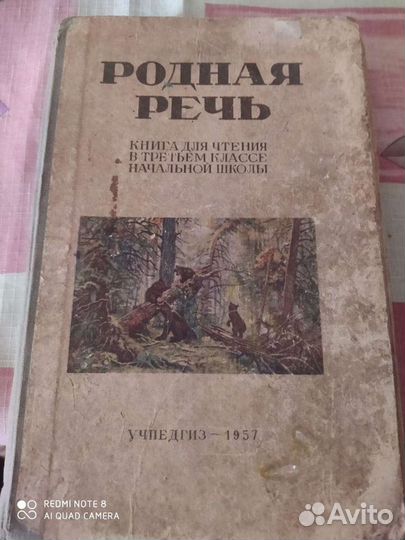 РОДНАЯ
РЕЧЬ
КНИГА ДЛЯ ЧТЕНИЯ
В ТРЕТЬЕМ КЛАССЕ
НАЧАЛЬНОЙ ШКОЛЫ
УЧПЕДГИЗ — 1957
REDMI NOTE 8
AI QUAD CAMERA
Avito